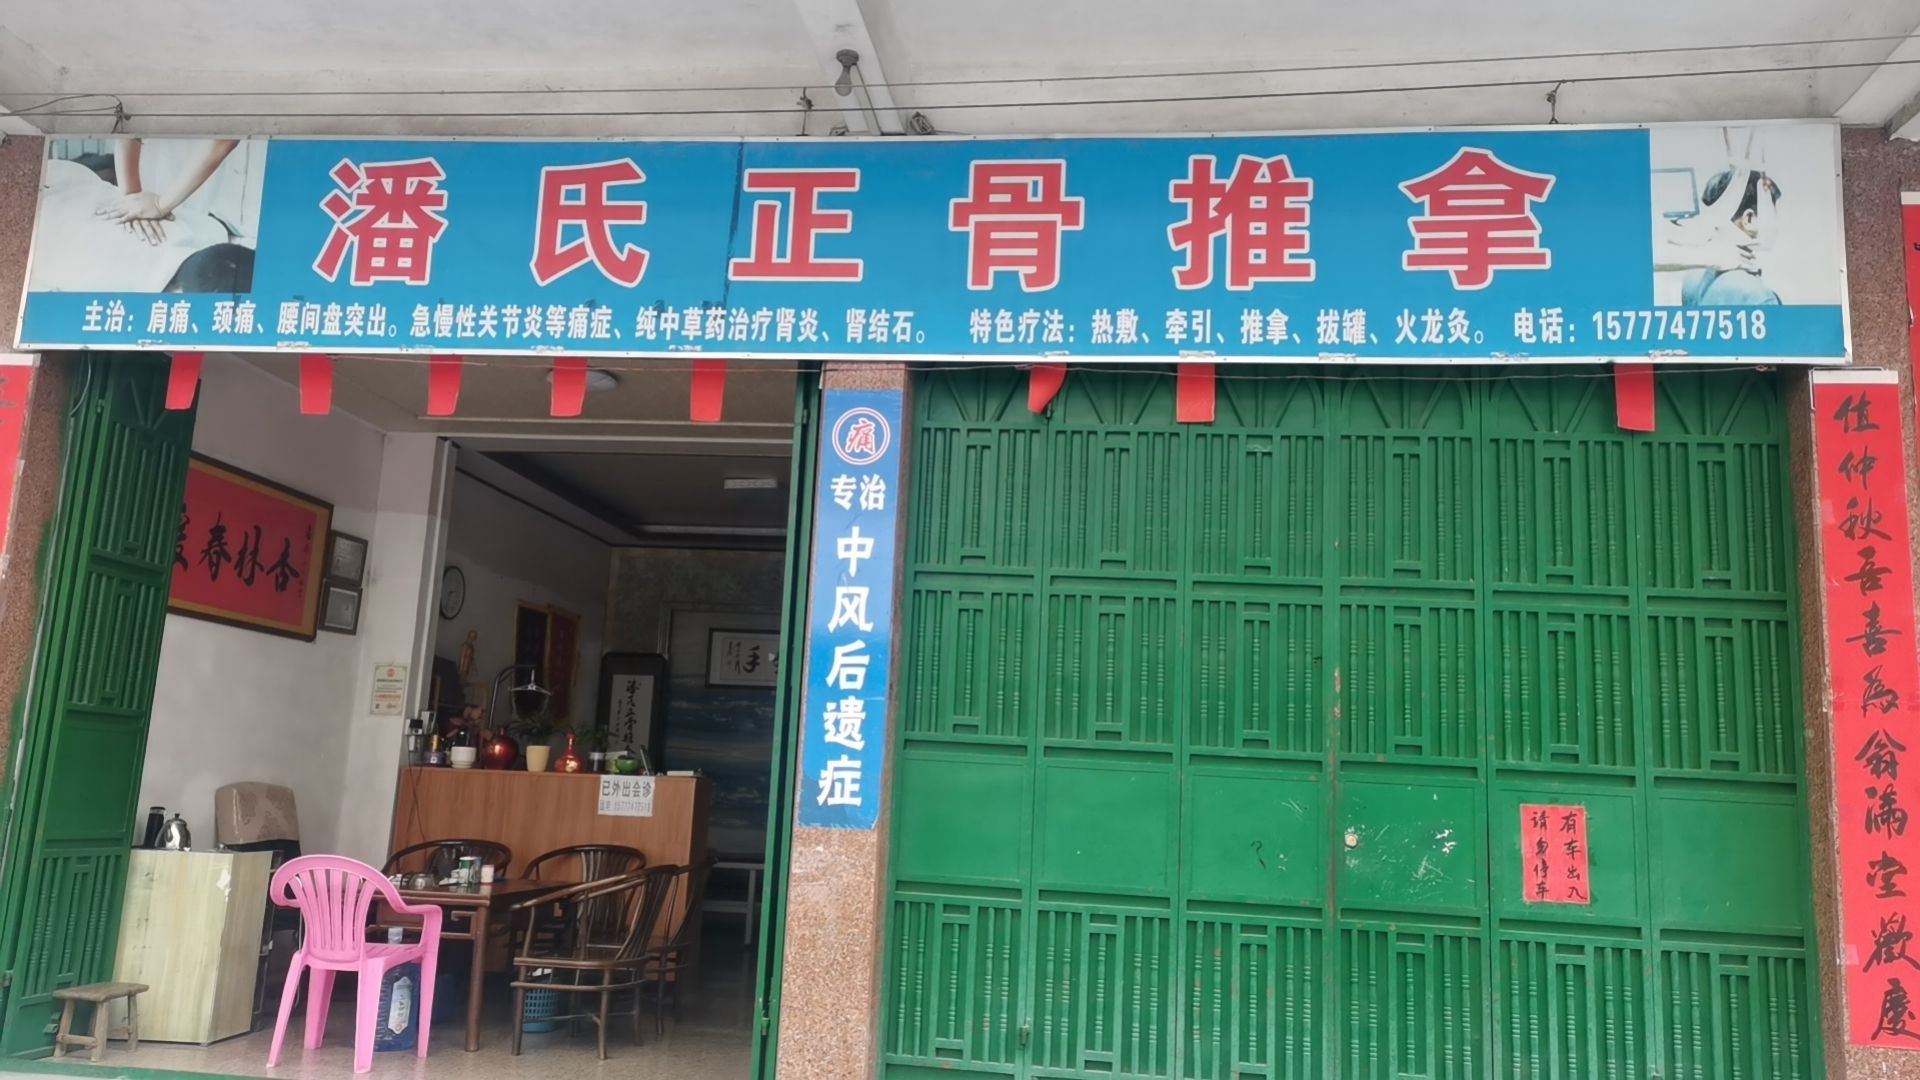 潘氏正骨推拿
主治：肩痛、颈痛、腰间盘突出。急慢性关节炎等痛症、纯中草药治疗肾炎、肾结石。 特色疗法：热敷、牵引、推拿、拔罐、火龙灸。 电话：15777477518
痛
专治
中风后遗症
杏林春暖
已外出会诊
有车出入
请勿停车
值仲秋吾喜為翁满堂歡慶